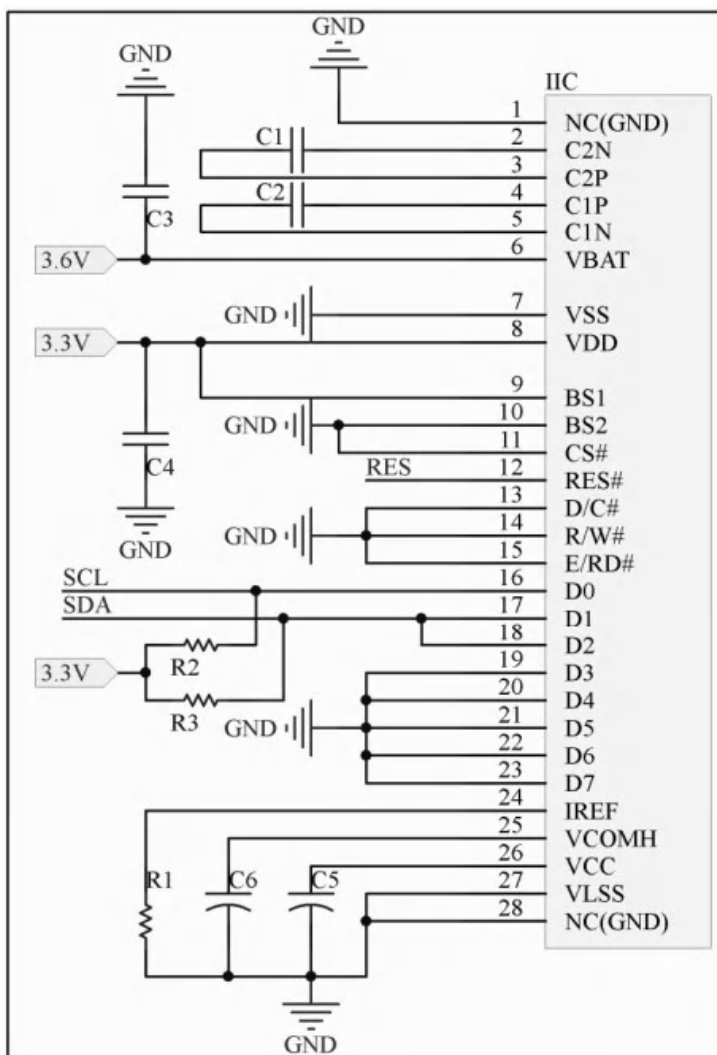 GND
GND
IIC
1 NC(GND)
C1 2 C2N
3 C2P
C2 4 C1P
C3 5 C1N
3.6V 6 VBAT
GND 7 VSS
3.3V 8 VDD
9 BS1
GND 10 BS2
C4 11 CS#
RES 12 RES#
13 D/C#
GND GND 14 R/W#
15 E/RD#
SCL 16 D0
SDA 17 D1
18 D2
3.3V R2 19 D3
20 D4
R3 GND 21 D5
22 D6
23 D7
24 IREF
25 VCOMH
R1 C6 C5 26 VCC
27 VLSS
28 NC(GND)
GND